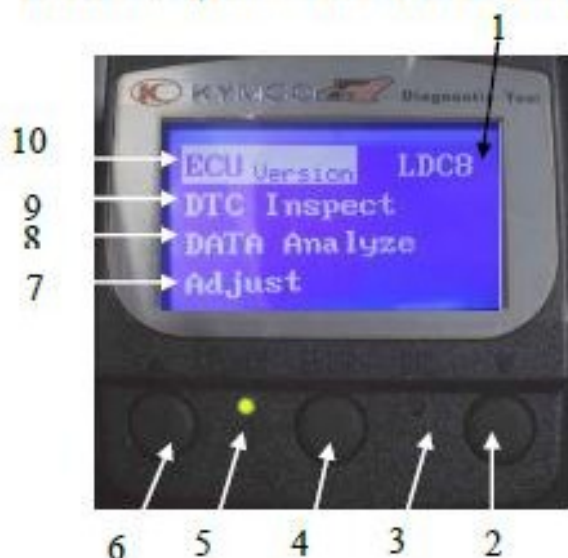 1
KYMCO Diagnostic Tool
10
ECU Version LDC8
9
DTC Inspect
8
DATA Analyze
7
Adjust
6 5 4 3 2